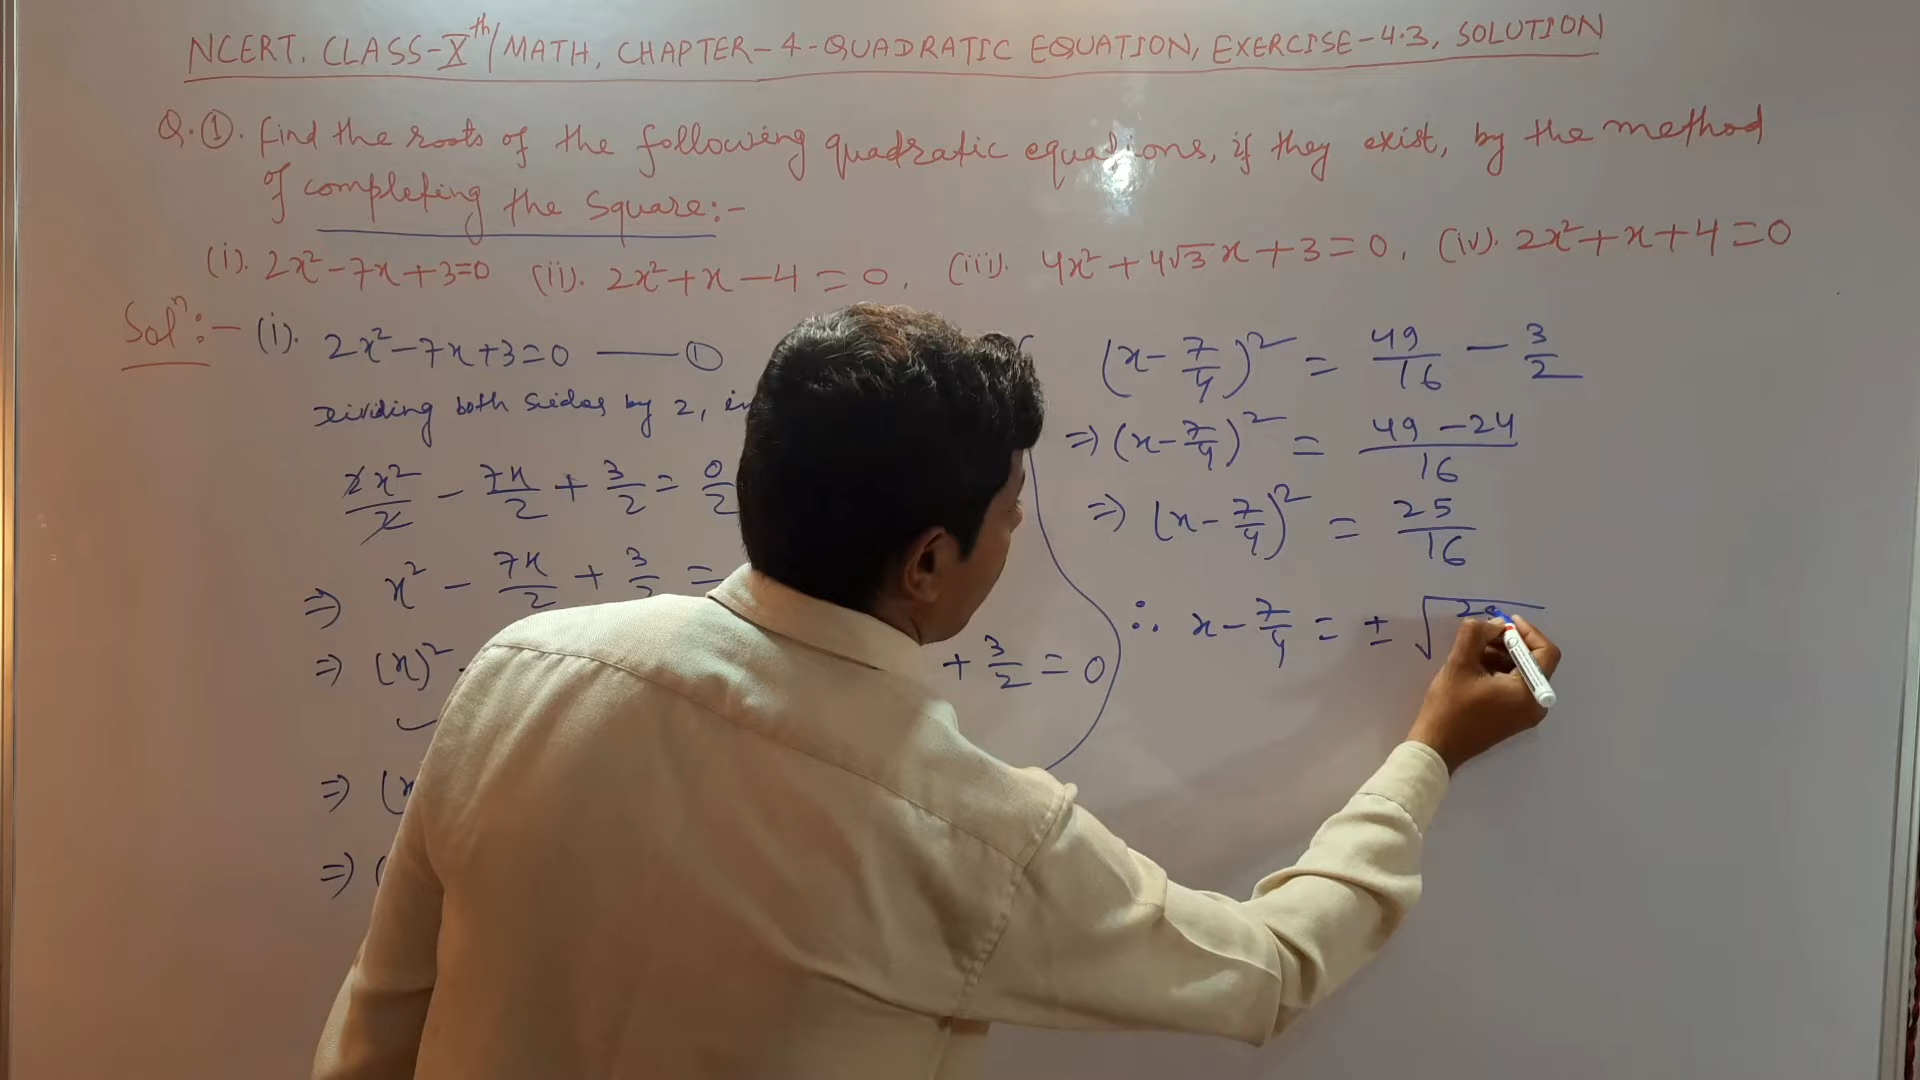 NCERT. CLASS-Xth/MATH, CHAPTER-4-QUADRATIC EQUATION, EXERCISE-4.3, SOLUTION
Q.①. Find the roots of the following quadratic equations, if they exist, by the method
of completing the square:-
(i). 2x²-7x+3=0 (ii). 2x²+x-4=0, (iii). 4x²+4√3x+3=0, (iv). 2x²+x+4=0
Solⁿ:- (i). 2x²-7x+3=0 —— ①
Dividing both sides by 2,
2x²/2 - 7x/2 + 3/2 = 0/2
⇒ x² - 7x/2 + 3/2 =
⇒ (x)² + 3/2 = 0
⇒ (x
⇒ (
(x-7/4)² = 49/16 - 3/2
⇒ (x-7/4)² = 49-24/16
⇒ (x-7/4)² = 25/16
∴ x-7/4 = ± √2